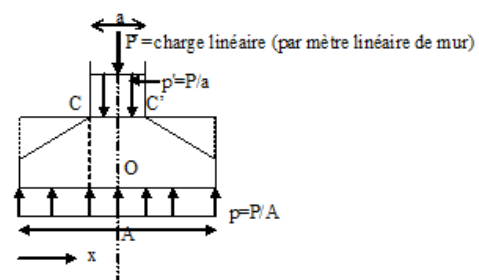 a
P =charge linéaire (par mètre linéaire de mur)
p'=P/a
C C'
O
p=P/A
A
x